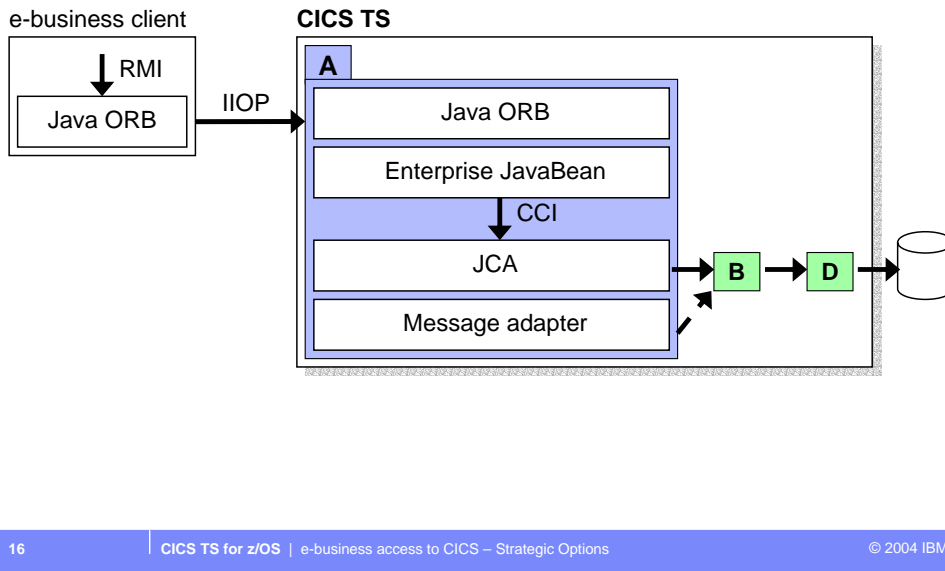 e-business client
CICS TS
RMI
Java ORB
IIOP
A
Java ORB
Enterprise JavaBean
CCI
JCA
Message adapter
B
D
16
CICS TS for z/OS | e-business access to CICS – Strategic Options
© 2004 IBM